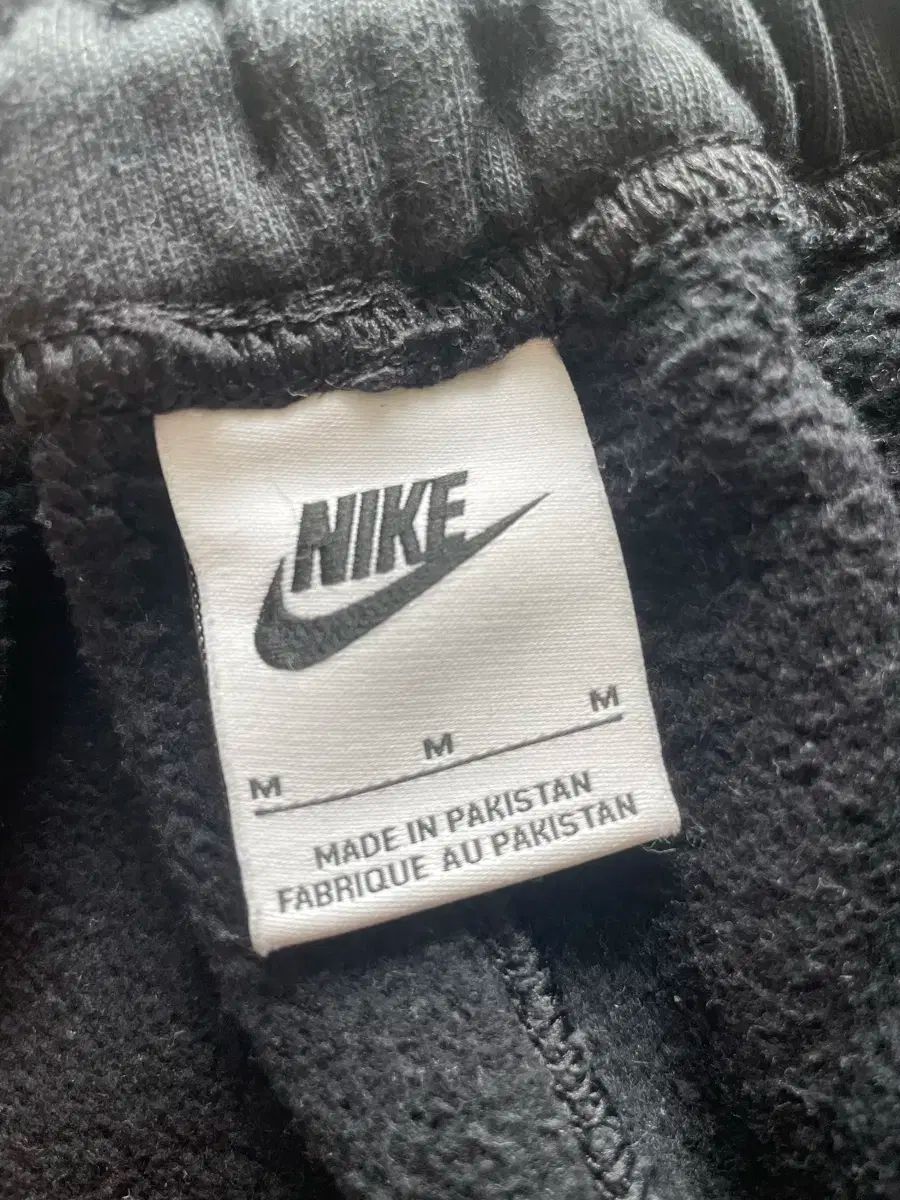 NIKE
M M M
MADE IN PAKISTAN
FABRIQUE AU PAKISTAN